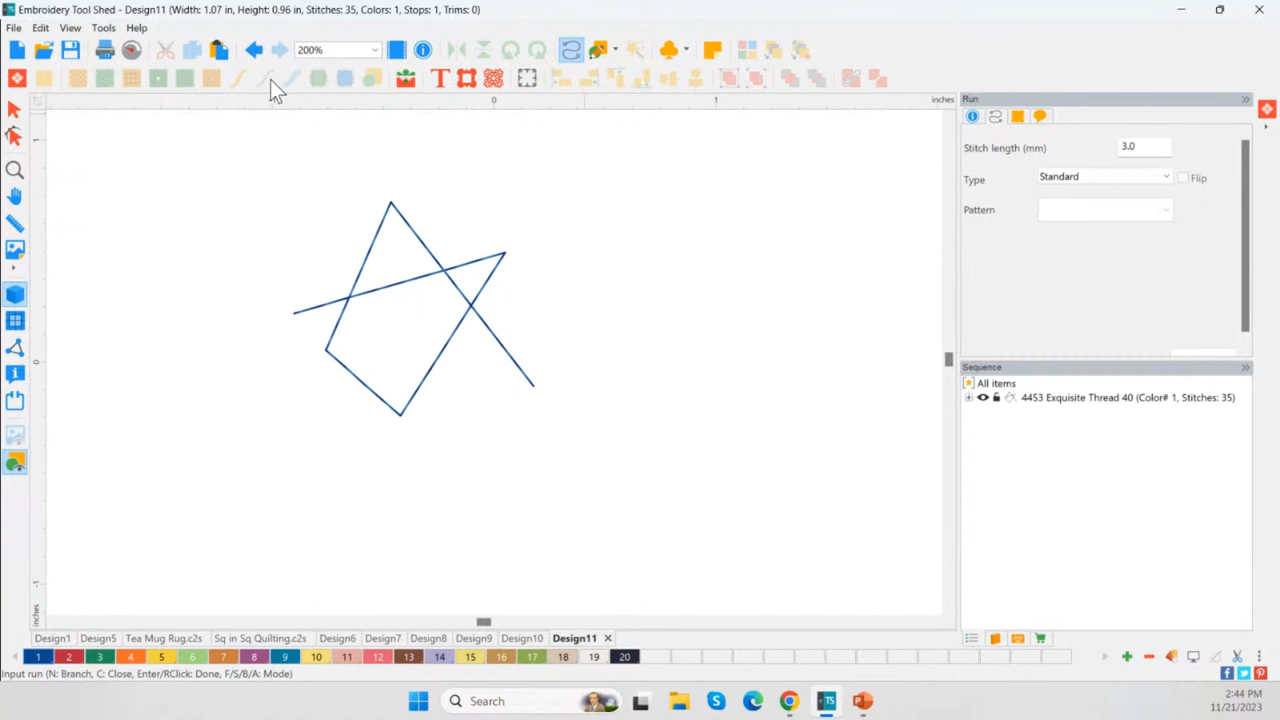 Embroidery Tool Shed - Design11 (Width: 1.07 in, Height: 0.96 in, Stitches: 35, Colors: 1, Stops: 1, Trims: 0)
File Edit View Tools Help
200%
0 1 inches
1
0
-1
inches
Run
Stitch length (mm) 3.0
Type Standard Flip
Pattern
Sequence
All items
4453 Exquisite Thread 40 (Color# 1, Stitches: 35)
Design1 Design5 Tea Mug Rug.c2s Sq in Sq Quilting.c2s Design6 Design7 Design8 Design9 Design10 Design11
1 2 3 4 5 6 7 8 9 10 11 12 13 14 15 16 17 18 19 20
Input run (N: Branch, C: Close, Enter/RClick: Done, F/S/B/A: Mode)
Search
2:44 PM
11/21/2023